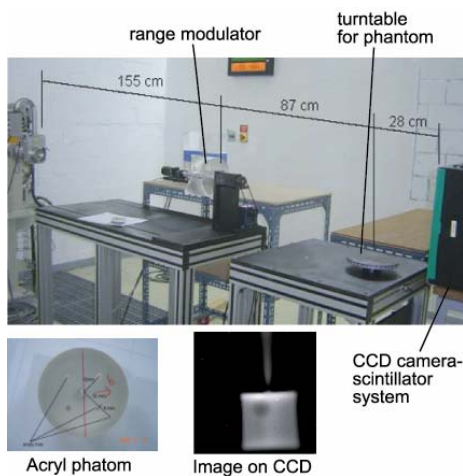 range modulator
turntable
for phantom
155 cm
87 cm
28 cm
CCD camera-
scintillator
system
Acryl phatom
Image on CCD